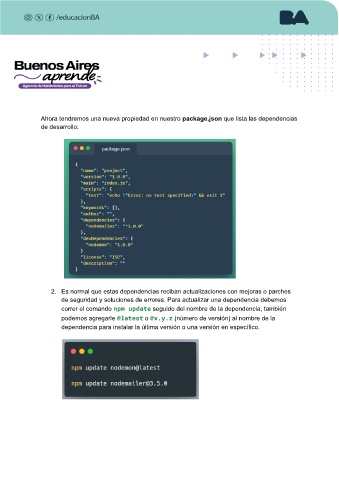 /educacionBA
BA
Buenos Aires
aprende
Agencia de Habilidades para el Futuro
Ahora tendremos una nueva propiedad en nuestro package.json que lista las dependencias
de desarrollo:
package.json
{
"name": "project",
"version": "1.0.0",
"main": "index.js",
"scripts": {
"test": "echo \"Error: no test specified\" && exit 1"
},
"keywords": [],
"author": "",
"dependencies": {
"nodemailer": "^1.0.0"
},
"devDependencies": {
"nodemon": "1.0.0"
}
"license": "ISC",
"description": ""
}
2. Es normal que estas dependencias reciban actualizaciones con mejoras o parches
de seguridad y soluciones de errores. Para actualizar una dependencia debemos
correr el comando npm update seguido del nombre de la dependencia, también
podemos agregarle @latest o @x.y.z (número de versión) al nombre de la
dependencia para instalar la última versión o una versión en específico.
npm update nodemon@latest
npm update nodemailer@3.5.0